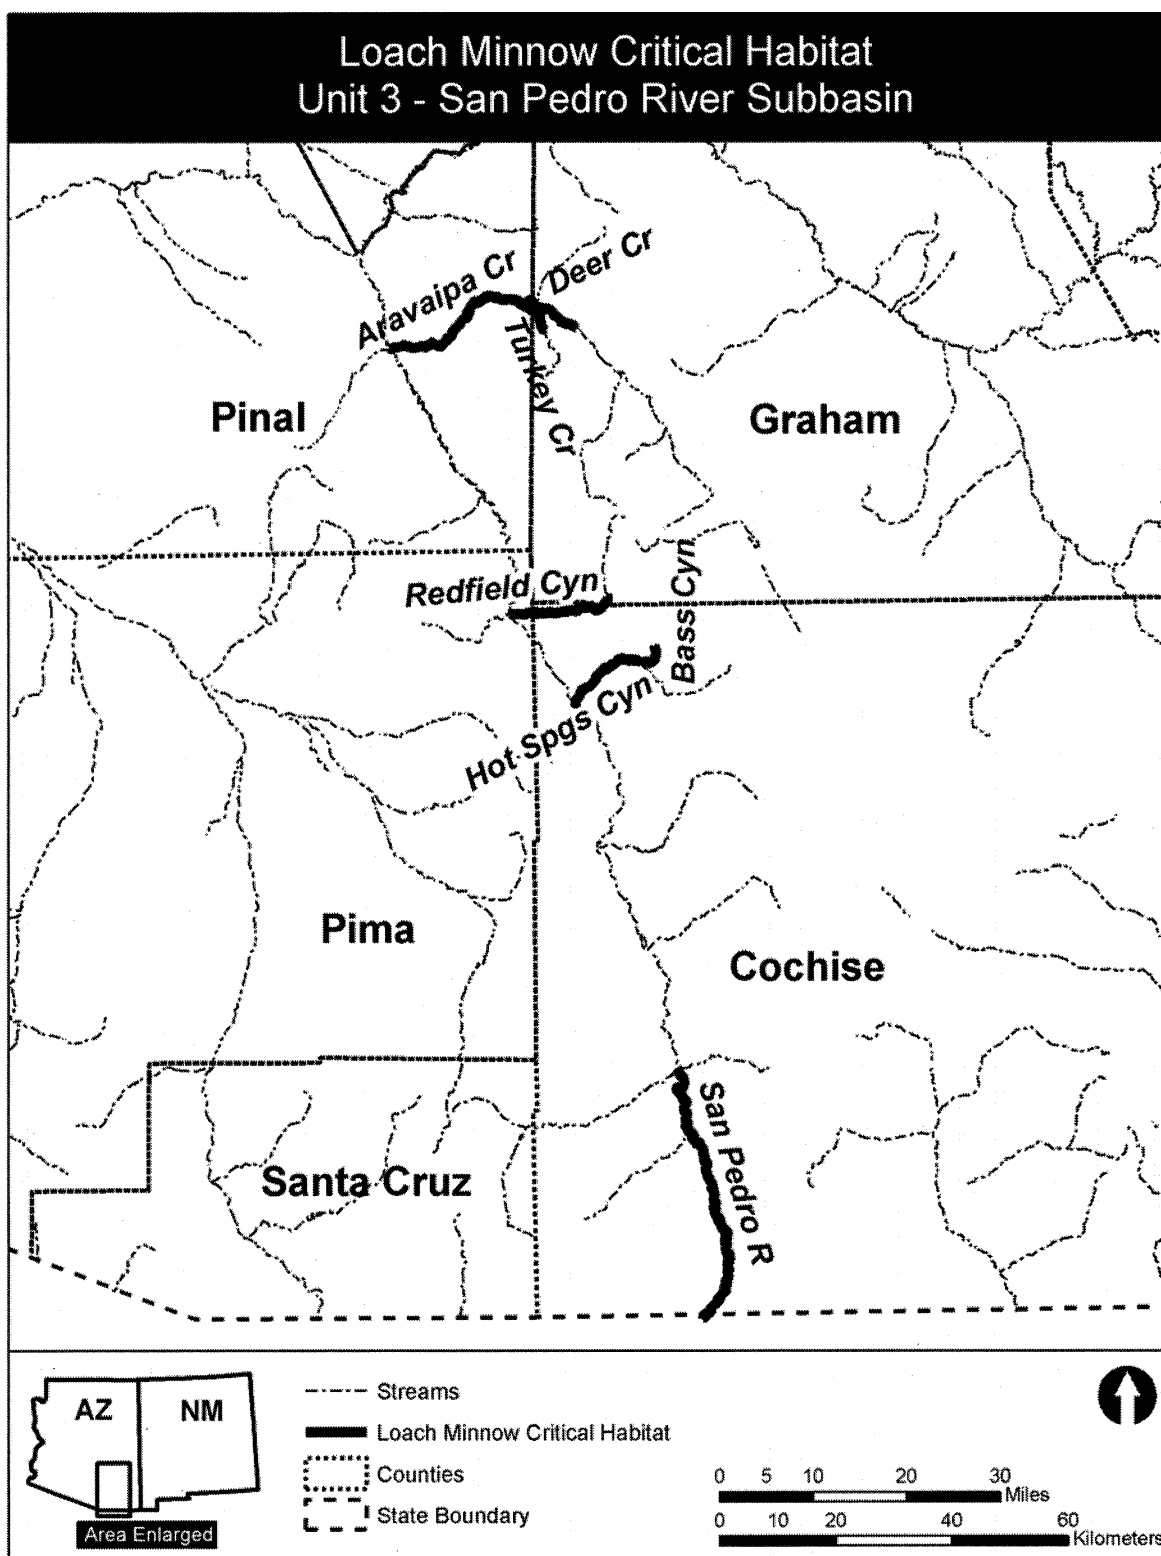 Loach Minnow Critical Habitat
Unit 3 - San Pedro River Subbasin
Aravaipa Cr
Deer Cr
Turkey Cr
Pinal
Graham
Redfield Cyn
Bass Cyn
Hot Spgs Cyn
Pima
Cochise
San Pedro R
Santa Cruz
AZ
NM
Area Enlarged
Streams
Loach Minnow Critical Habitat
Counties
State Boundary
0 5 10 20 30
Miles
0 10 20 40 60
Kilometers